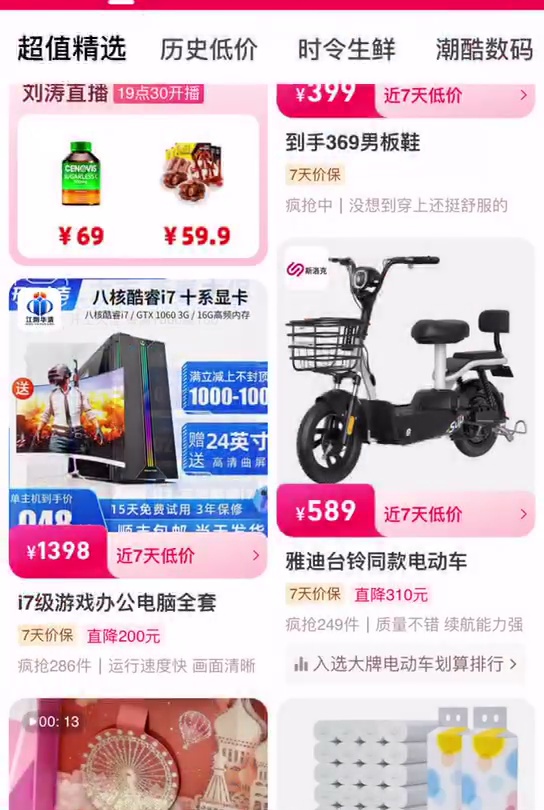 超值精选 历史低价 时令生鲜 潮酷数码
刘涛直播 19点30开播
CENOVIS
SUGARLESS C
¥69 ¥59.9
¥399 近7天低价
到手369男板鞋
7天价保
疯抢中｜没想到穿上还挺舒服的
八核酷睿i7 十系显卡
八核酷睿i7 / GTX 1060 3G / 16G高频内存
送
满立减上不封顶
1000-100
赠送 24英寸
高清曲屏
单主机到手价
948
15天免费试用 3年保修
顺丰包邮 当天发货
¥1398 近7天低价
i7级游戏办公电脑全套
7天价保 直降200元
疯抢286件｜运行速度快 画面清晰
斯洛克
¥589 近7天低价
雅迪台铃同款电动车
7天价保 直降310元
疯抢249件｜质量不错 续航能力强
入选大牌电动车划算排行
00: 13